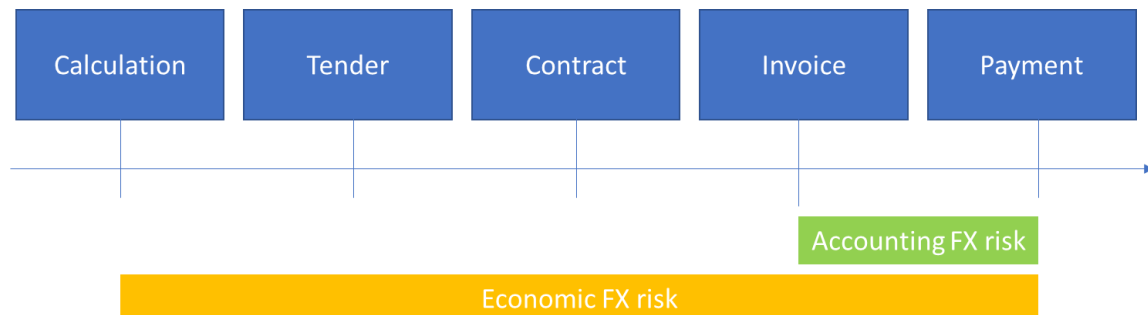 Calculation
Tender
Contract
Invoice
Payment
Accounting FX risk
Economic FX risk